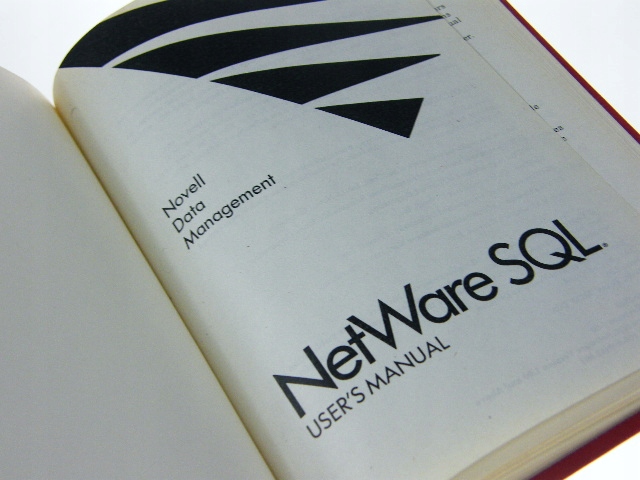 Novell
Data
Management
NetWare SQL®
USER'S MANUAL